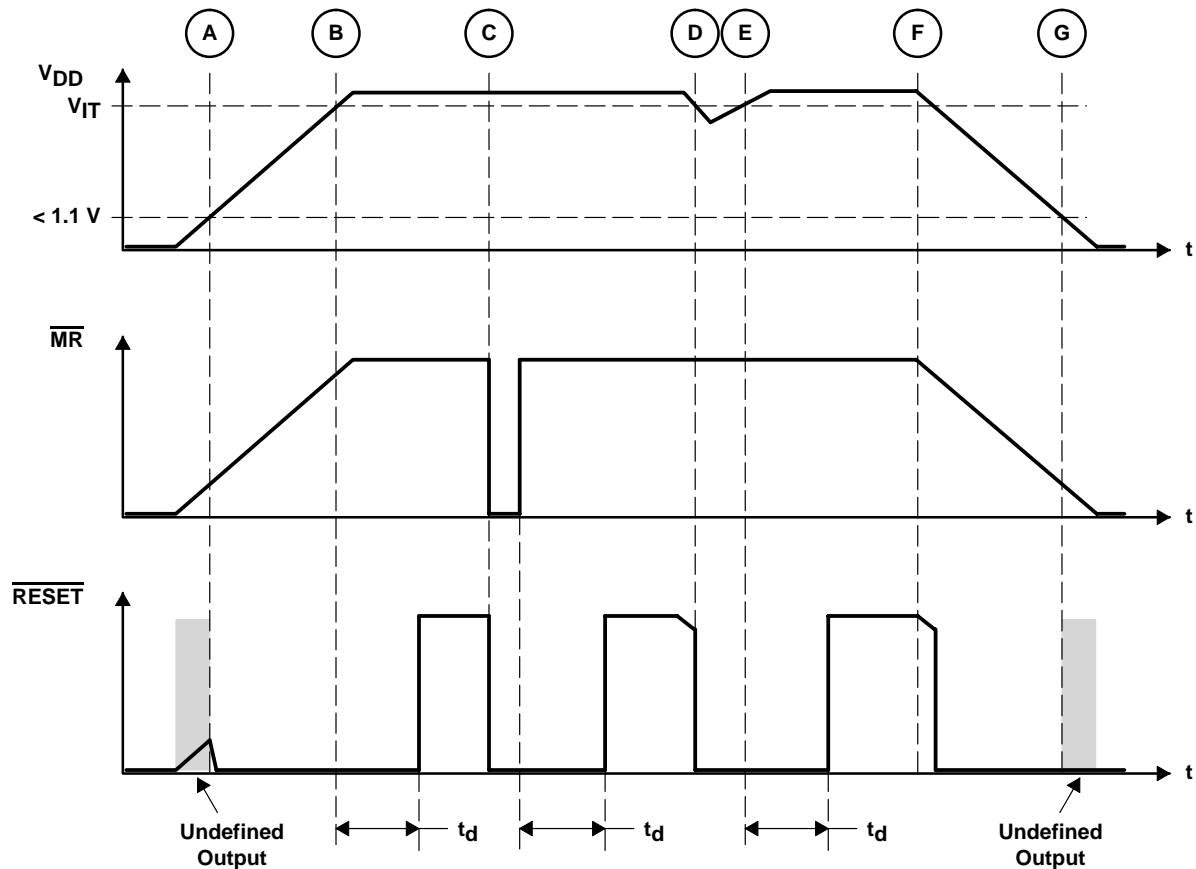 A B C D E F G
VDD
VIT
< 1.1 V
t
MR
t
RESET
t
Undefined
Output
td
td
td
Undefined
Output